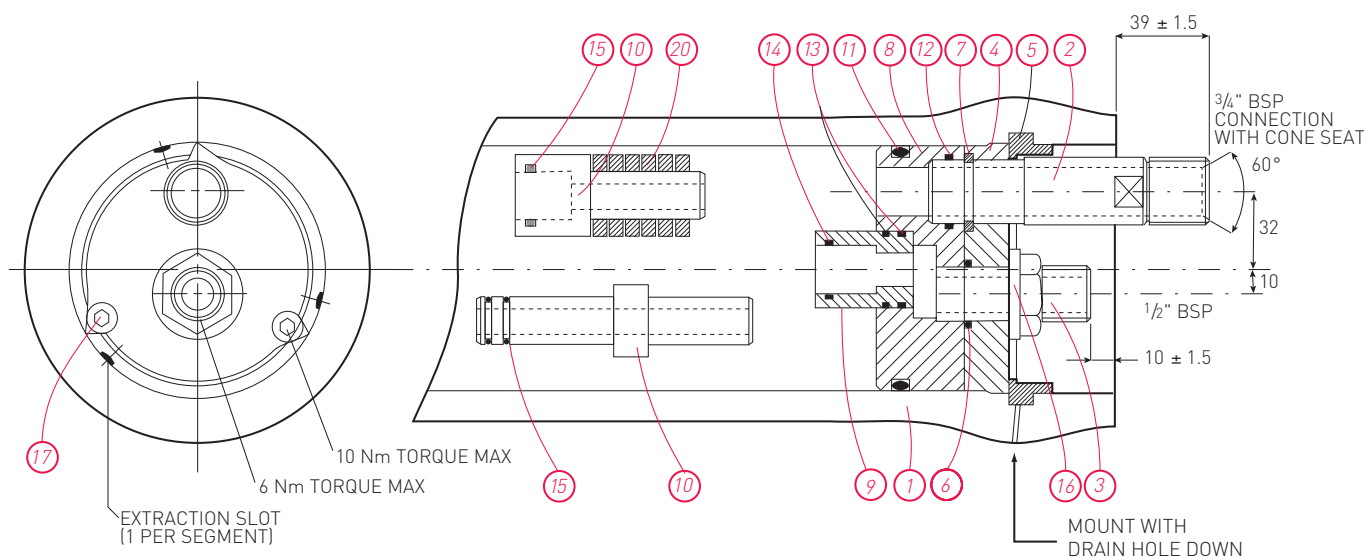 39 ± 1.5
15 10 20 14 13 11 8 12 7 4 5 2
3/4" BSP
CONNECTION
WITH CONE SEAT
60°
32
10
1/2" BSP
10 ± 1.5
17
10 Nm TORQUE MAX
6 Nm TORQUE MAX
15 10 9 1 6 16 3
EXTRACTION SLOT
(1 PER SEGMENT)
MOUNT WITH
DRAIN HOLE DOWN